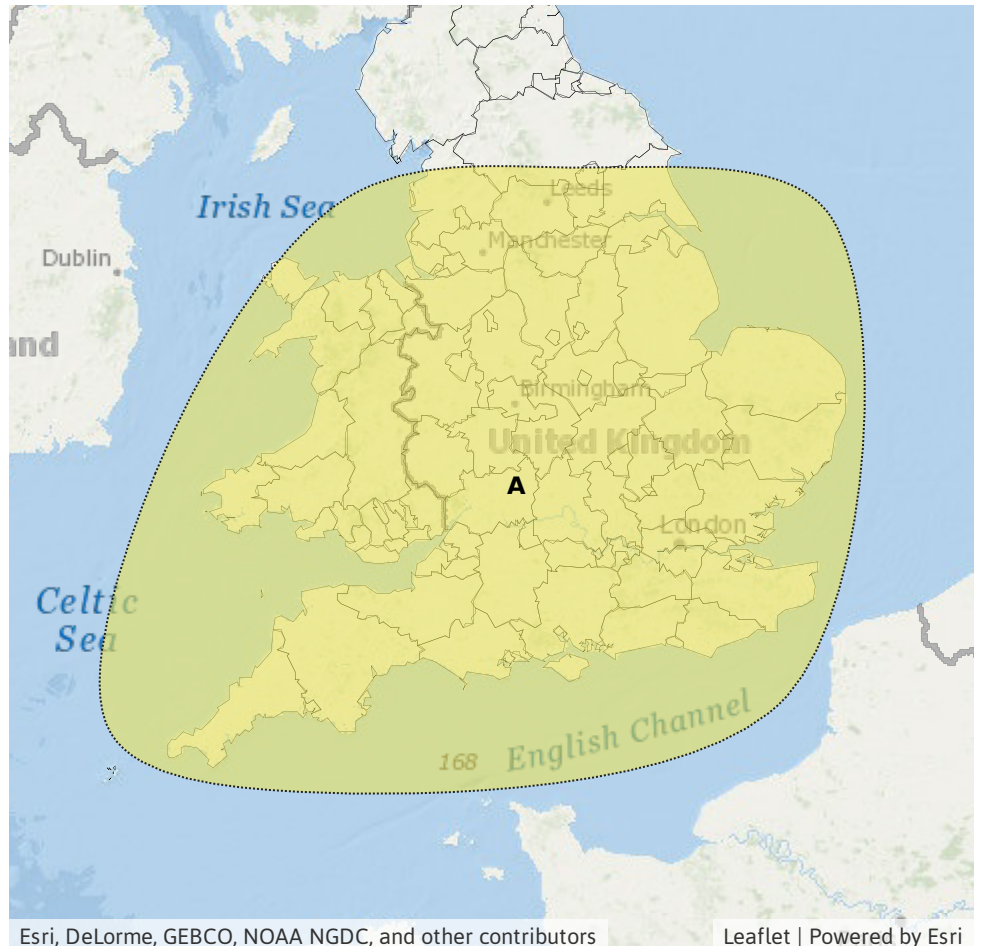 Leeds
Irish Sea
Manchester
Dublin
and
Birmingham
United Kingdom
A
London
Celtic
Sea
English Channel
168
Esri, DeLorme, GEBCO, NOAA NGDC, and other contributors
Leaflet | Powered by Esri